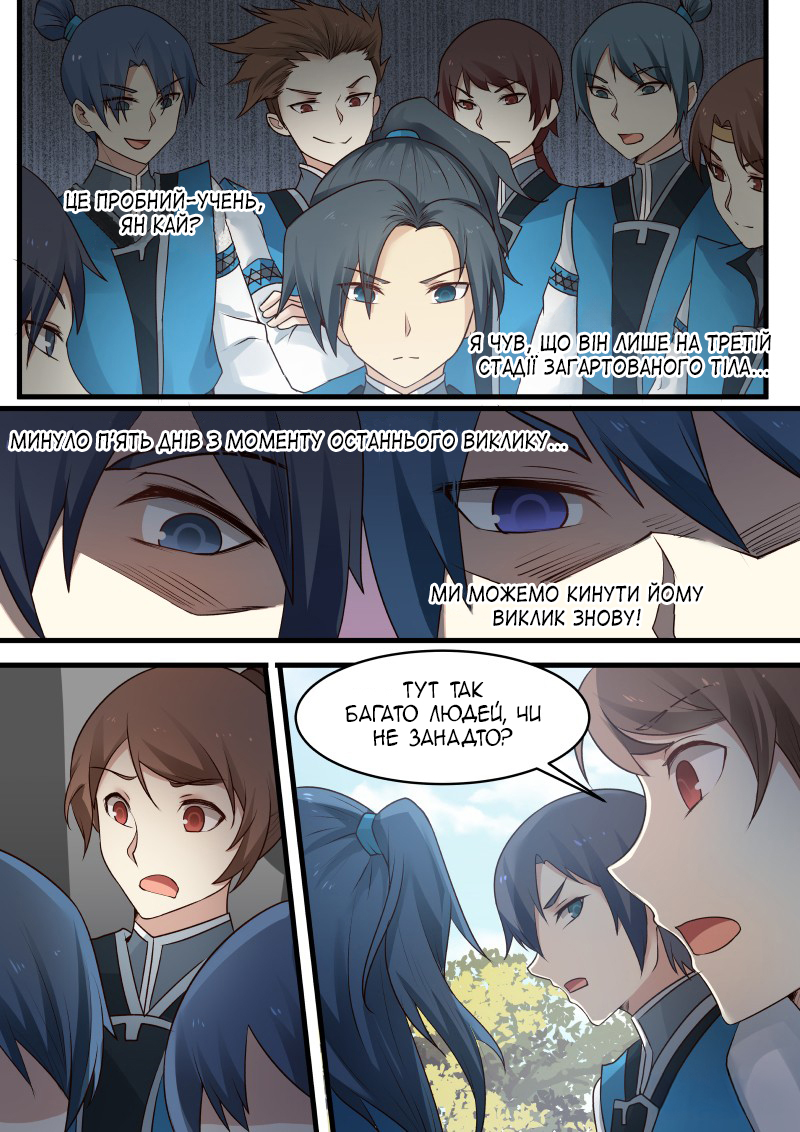 ЦЕ ПРОБНИЙ-УЧЕНЬ,
ЯН КАЙ?
Я ЧУВ, ЩО ВІН ЛИШЕ НА ТРЕТІЙ
СТАДІЇ ЗАГАРТОВАНОГО ТІЛА...
МИНУЛО П'ЯТЬ ДНІВ З МОМЕНТУ ОСТАННЬОГО ВИКЛИКУ...
МИ МОЖЕМО КИНУТИ ЙОМУ
ВИКЛИК ЗНОВУ!
ТУТ ТАК
БАГАТО ЛЮДЕЙ, ЧИ
НЕ ЗАНАДТО?